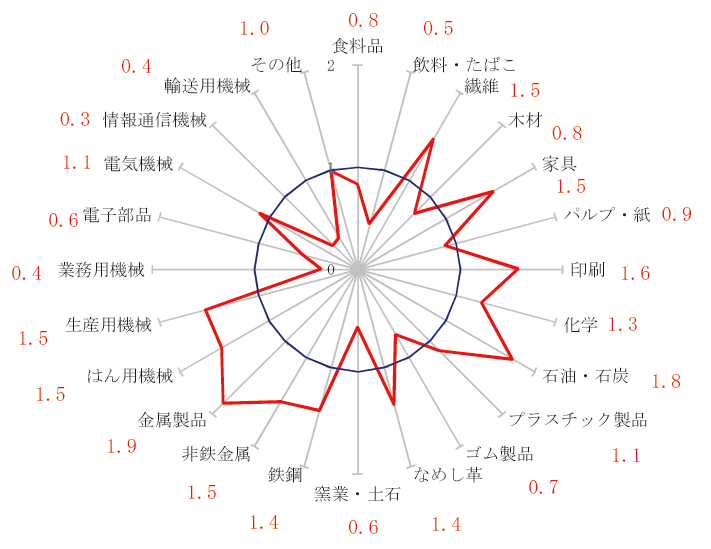 0.8
食料品
0.5
飲料・たばこ
1.5
繊維
0.8
木材
1.5
家具
0.9
パルプ・紙
1.6
印刷
1.3
化学
1.8
石油・石炭
1.1
プラスチック製品
0.7
ゴム製品
1.4
なめし革
0.6
窯業・土石
1.4
鉄鋼
1.5
非鉄金属
1.9
金属製品
1.5
はん用機械
1.5
生産用機械
0.4
業務用機械
0.6
電子部品
1.1
電気機械
0.3
情報通信機械
0.4
輸送用機械
1.0
その他
2
1
0